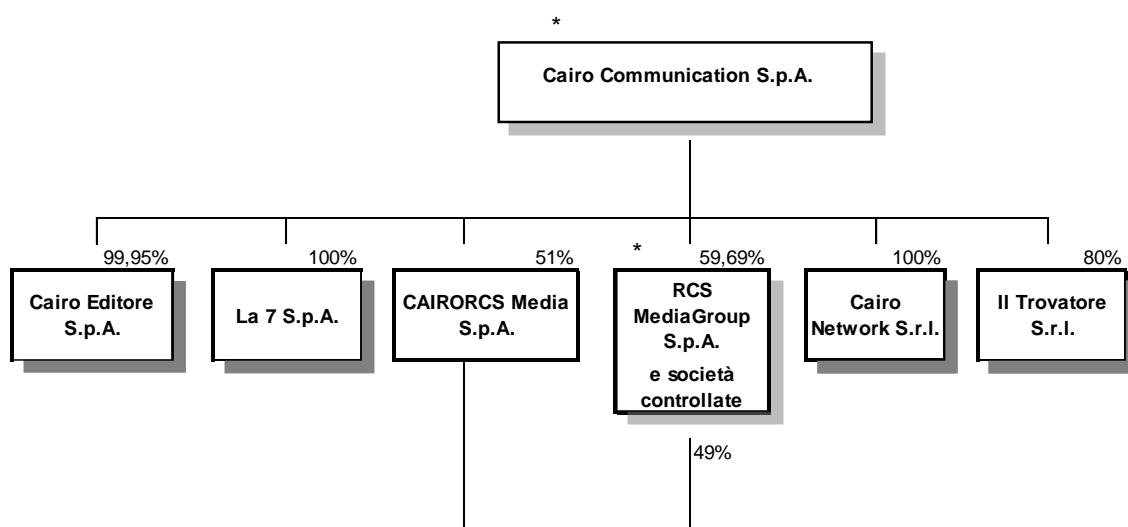 *
Cairo Communication S.p.A.
99,95%
100%
51%
*
59,69%
100%
80%
Cairo Editore
S.p.A.
La 7 S.p.A.
CAIRORCS Media
S.p.A.
RCS
MediaGroup
S.p.A.
e società
controllate
Cairo
Network S.r.l.
Il Trovatore
S.r.l.
49%